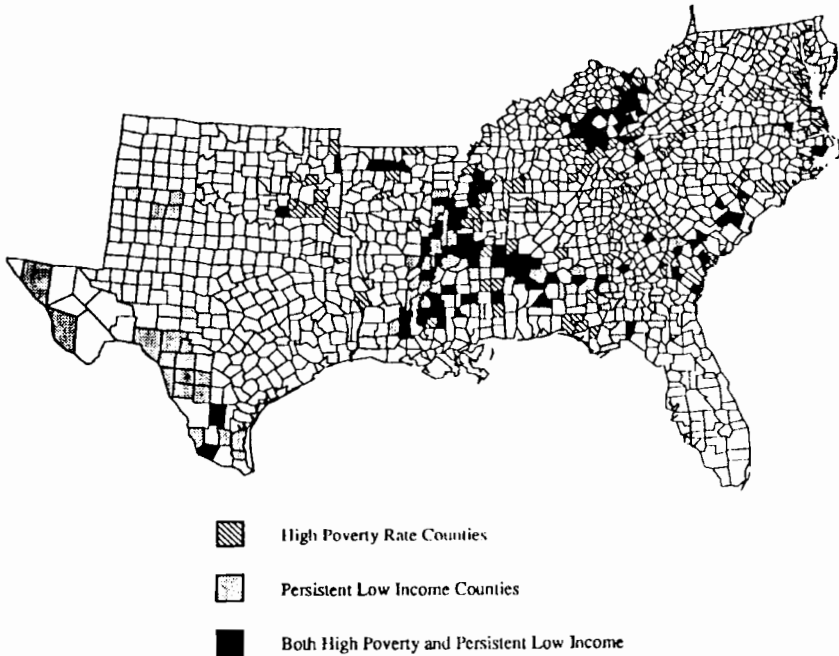 High Poverty Rate Counties
Persistent Low Income Counties
Both High Poverty and Persistent Low Income